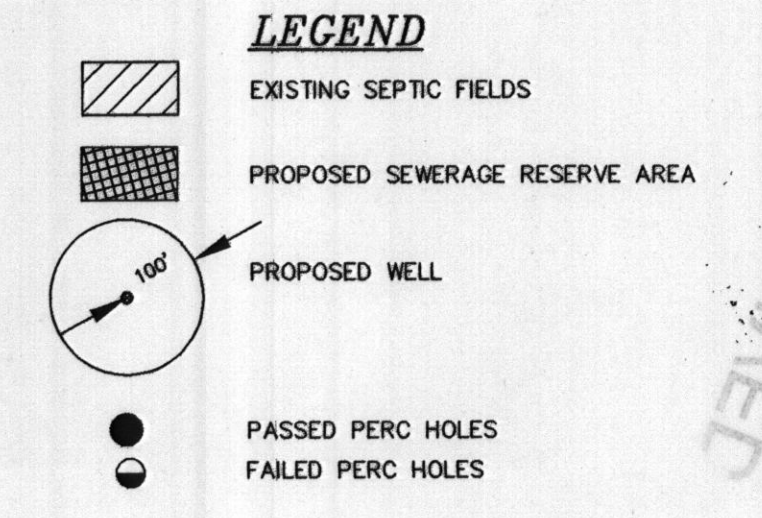 LEGEND
EXISTING SEPTIC FIELDS
PROPOSED SEWERAGE RESERVE AREA
100'
PROPOSED WELL
PASSED PERC HOLES
FAILED PERC HOLES